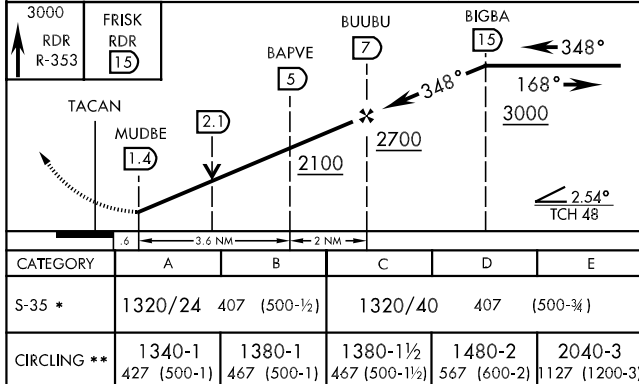 3000
RDR
R-353
FRISK
RDR
15
TACAN
MUDBE
1.4
2.1
BAPVE
5
BUUBU
7
BIGBA
15
348°
348°
168°
3000
2700
2100
2.54°
TCH 48
.6
3.6 NM
2 NM
CATEGORY A B C D E
S-35 * 1320/24 407 (500-½) 1320/40 407 (500-¾)
CIRCLING ** 1340-1 1380-1 1380-1½ 1480-2 2040-3
427 (500-1) 467 (500-1) 467 (500-1½) 567 (600-2) 1127 (1200-3)